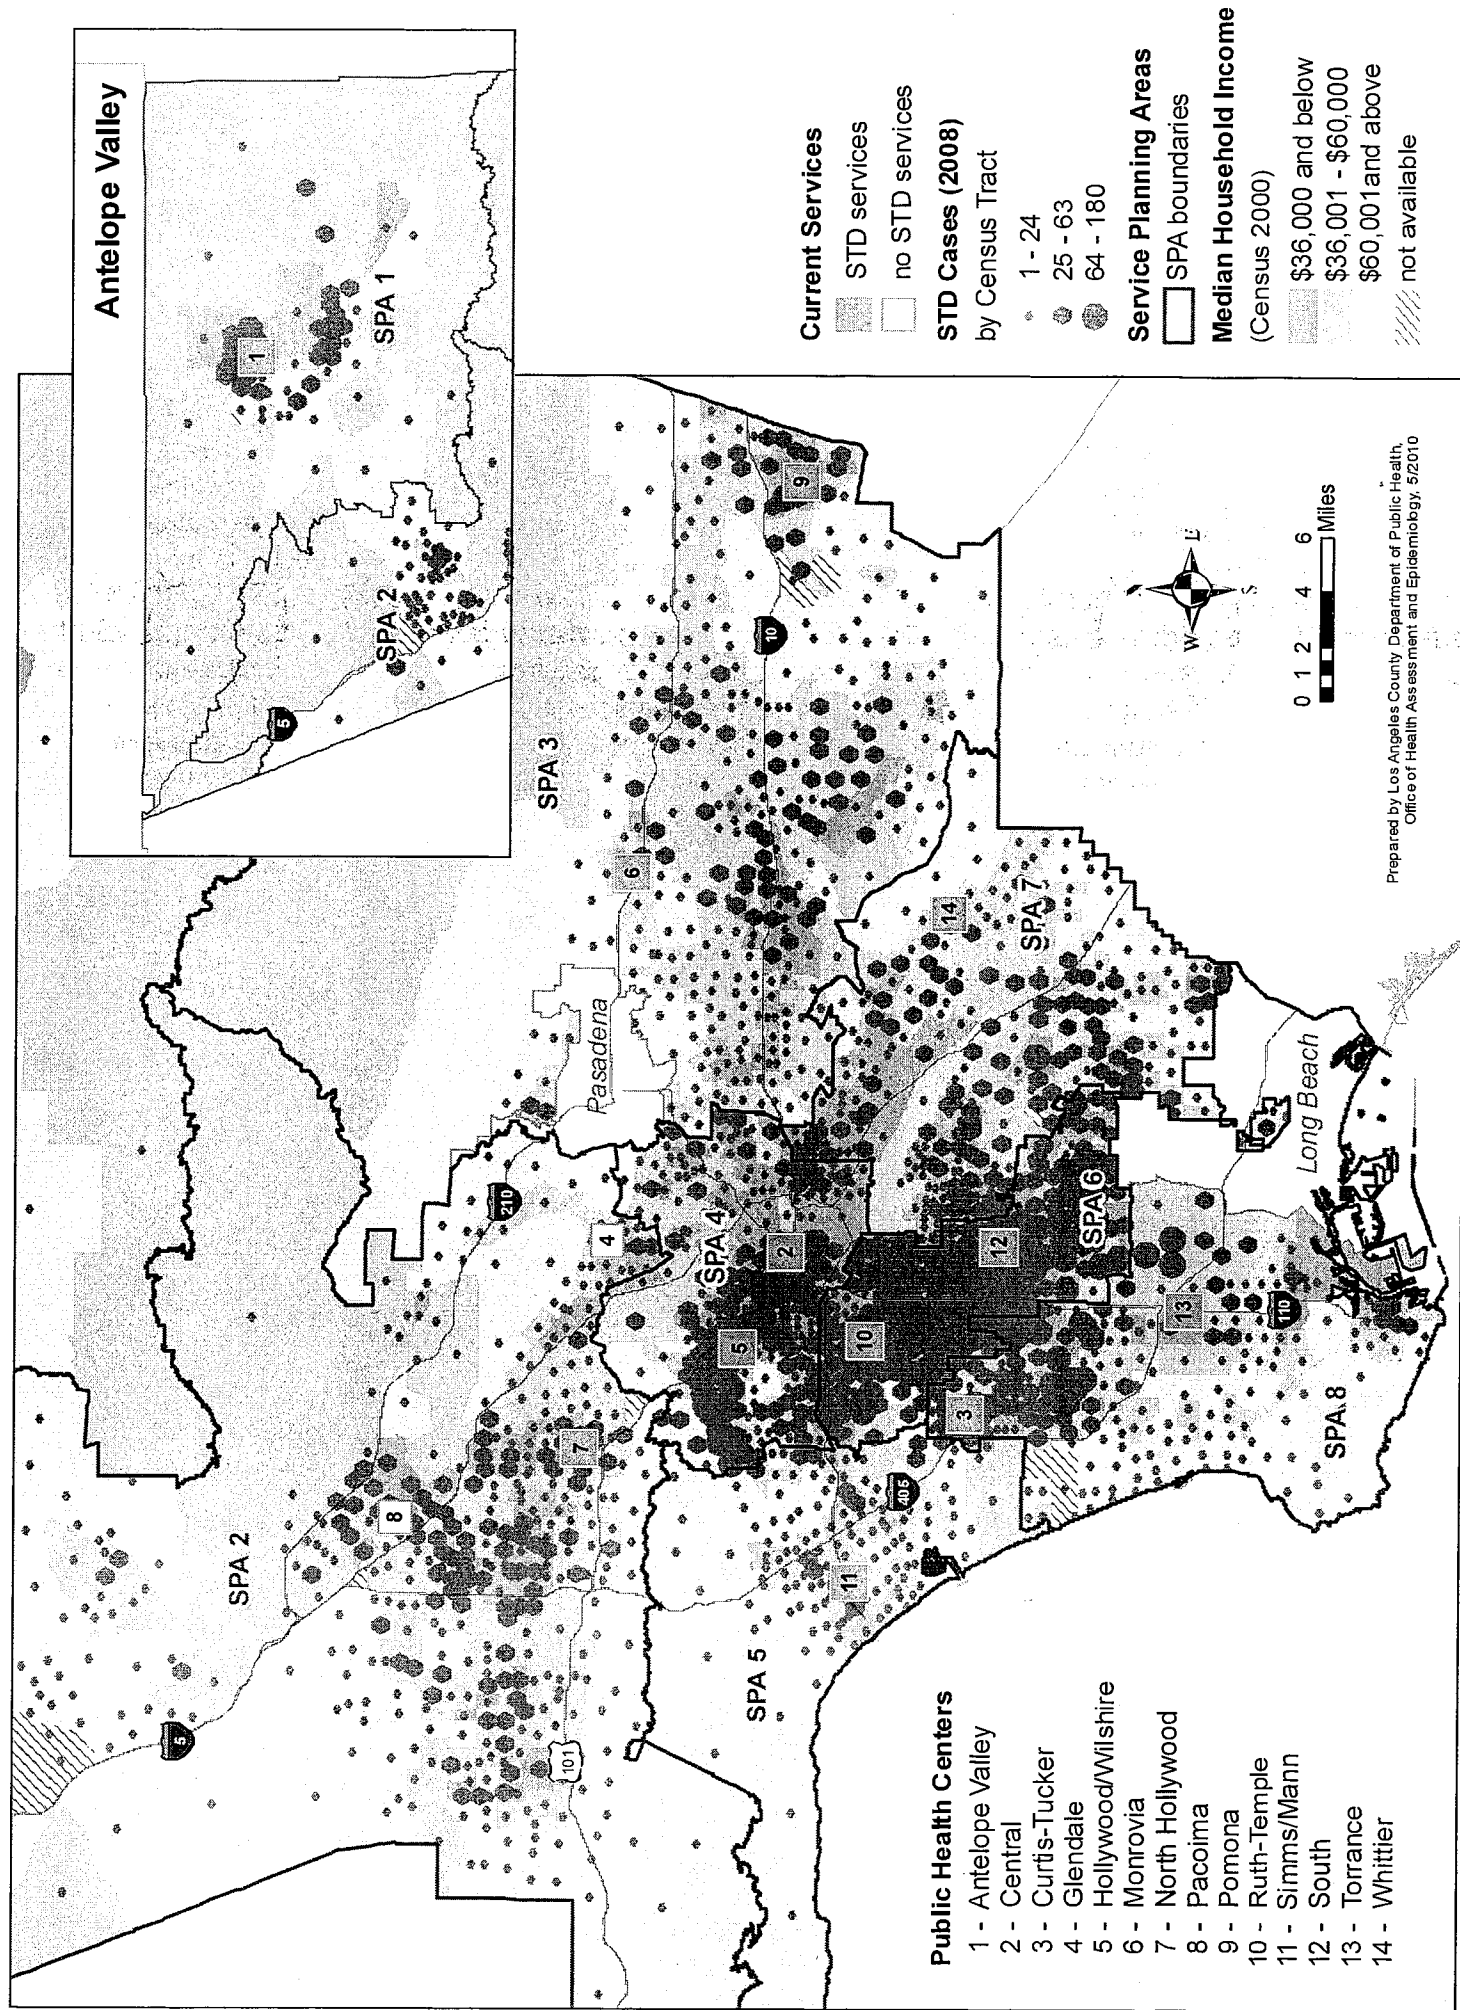 Antelope Valley
1
SPA 1
SPA 2
5
SPA 2
5
8
7
101
210
4
Pasadena
6
SPA 3
10
9
SPA 4
5
2
10
12
3
SPA 6
SPA 5
11
405
14
SPA 7
13
110
SPA 8
Long Beach
Public Health Centers
1 - Antelope Valley
2 - Central
3 - Curtis-Tucker
4 - Glendale
5 - Hollywood/Wilshire
6 - Monrovia
7 - North Hollywood
8 - Pacoima
9 - Pomona
10 - Ruth-Temple
11 - Simms/Mann
12 - South
13 - Torrance
14 - Whittier
N
W E
S
0 1 2 4 6
Miles
Prepared by Los Angeles County Department of Public Health,
Office of Health Assessment and Epidemiology, 5/2010
Current Services
STD services
no STD services
STD Cases (2008)
by Census Tract
1 - 24
25 - 63
64 - 180
Service Planning Areas
SPA boundaries
Median Household Income
(Census 2000)
$36,000 and below
$36,001 - $60,000
$60,001and above
not available